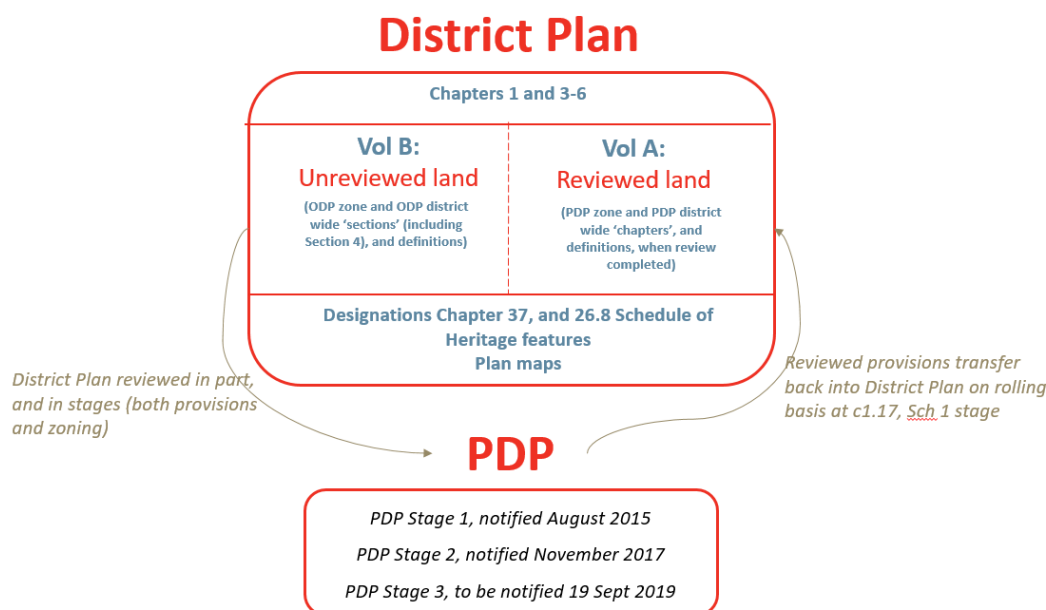 District Plan
Chapters 1 and 3-6
Vol B:
Unreviewed land
(ODP zone and ODP district
wide ‘sections’ (including
Section 4), and definitions)
Vol A:
Reviewed land
(PDP zone and PDP district
wide ‘chapters’, and
definitions, when review
completed)
Designations Chapter 37, and 26.8 Schedule of
Heritage features
Plan maps
District Plan reviewed in part,
and in stages (both provisions
and zoning)
Reviewed provisions transfer
back into District Plan on rolling
basis at c1.17, Sch 1 stage
PDP
PDP Stage 1, notified August 2015
PDP Stage 2, notified November 2017
PDP Stage 3, to be notified 19 Sept 2019